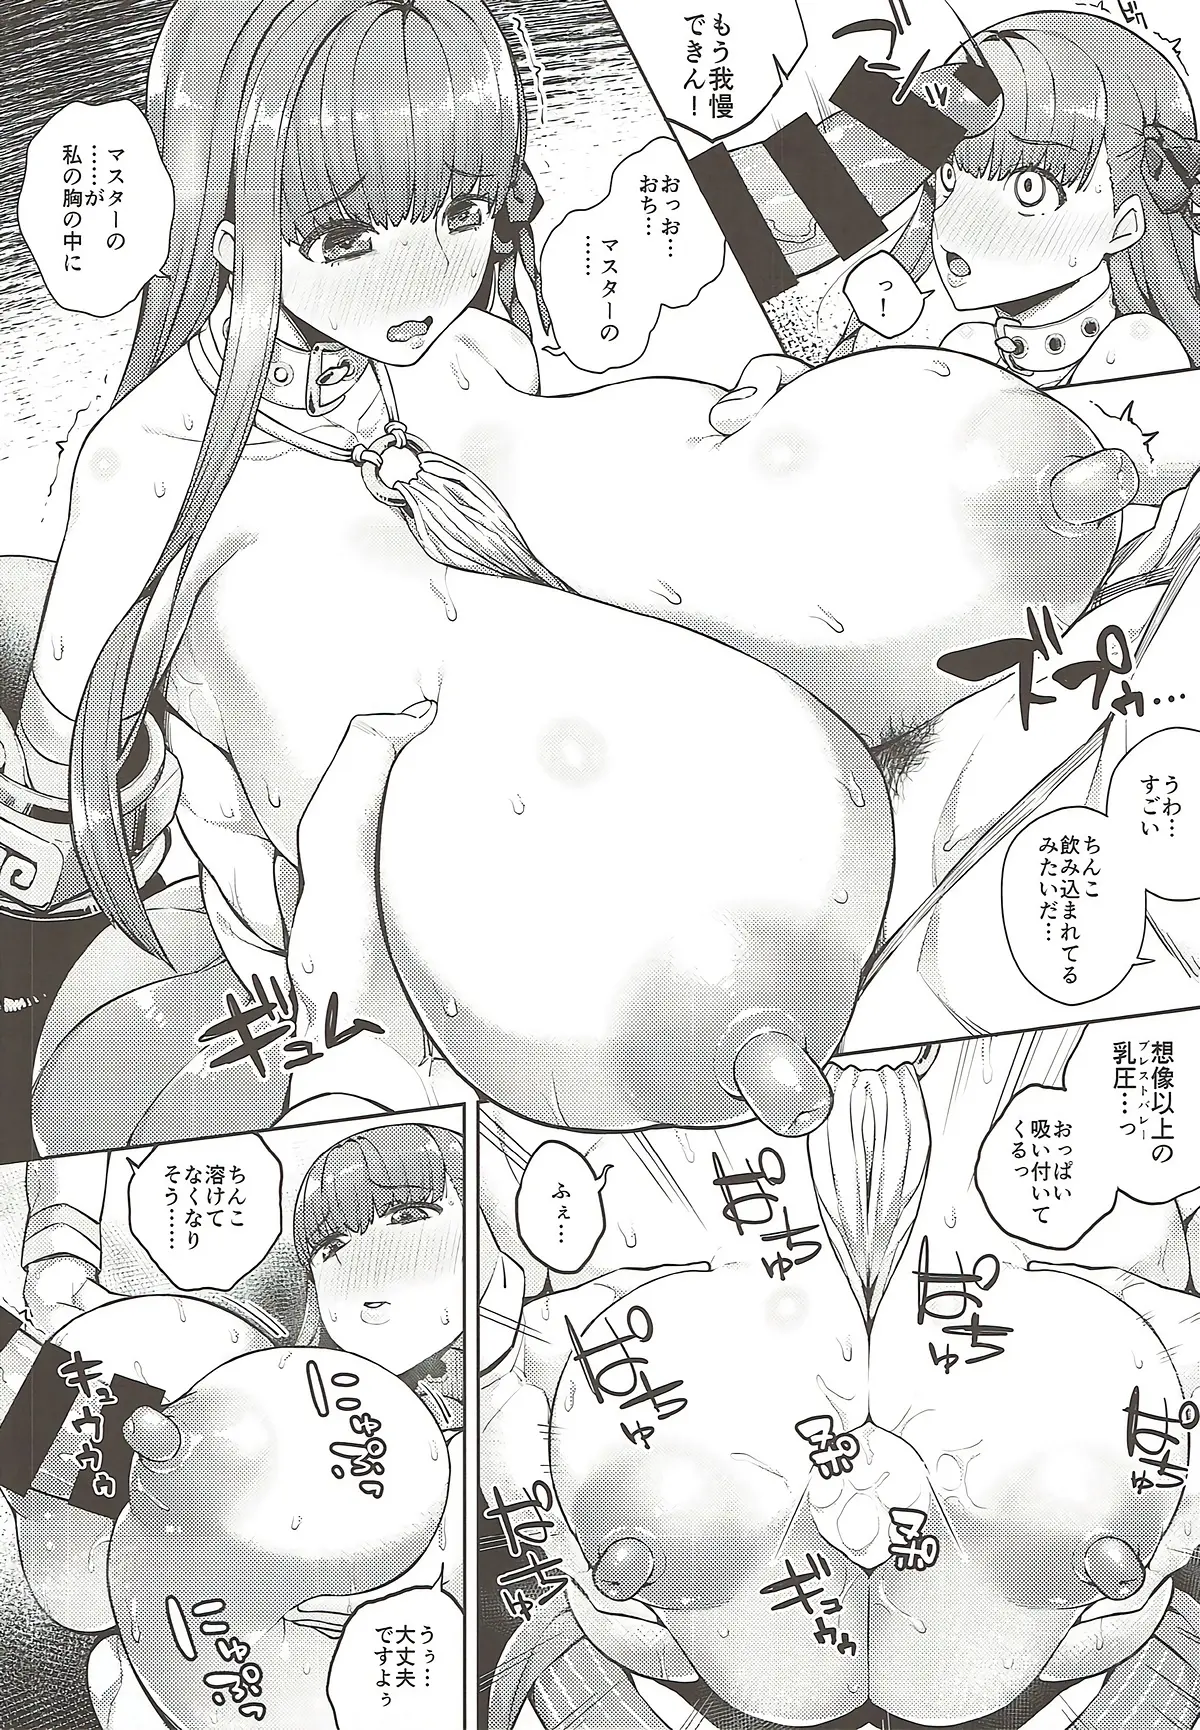 もう我慢
できん！
っ！
おっお…
おち…
マスターの
……
マスターの
……が
私の胸の中に
ズプゥ…
うわ…
すごい
ちんこ
飲み込まれてる
みたいだ…
ギュム
想像以上の
乳圧…っ
ブレストバレー
おっぱい
吸い付いて
くるっ
ふぇ…
ぱちゅ
ぱちゅ
ぱちゅ
ぱちゅ
ぱちゅ
ギュゥゥ
ちんこ
溶けて
なくなり
そう……
キュウゥゥ
にゅぷっ
にゅぷっ
うぅ…
大丈夫
ですよぅ